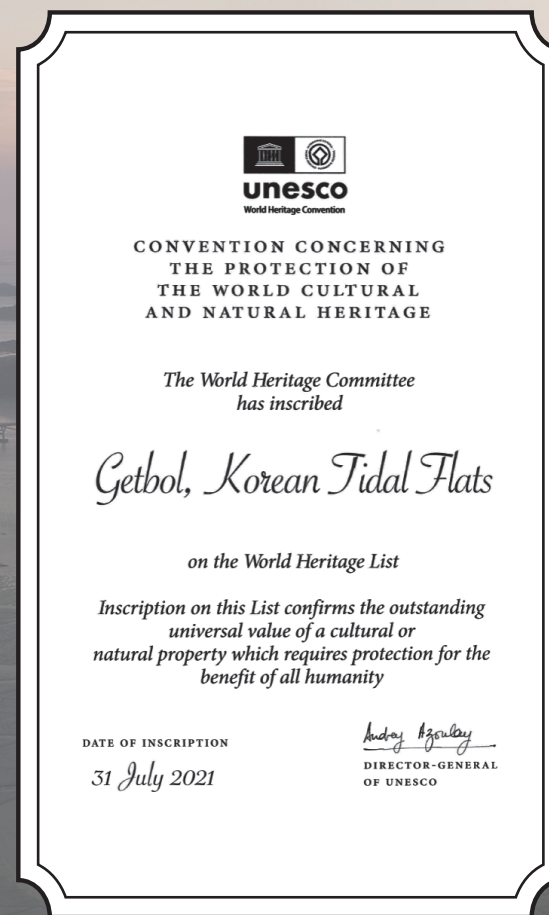 unesco
World Heritage Convention
CONVENTION CONCERNING
THE PROTECTION OF
THE WORLD CULTURAL
AND NATURAL HERITAGE
The World Heritage Committee
has inscribed
Getbol, Korean Tidal Flats
on the World Heritage List
Inscription on this List confirms the outstanding
universal value of a cultural or
natural property which requires protection for the
benefit of all humanity
DATE OF INSCRIPTION
31 July 2021
Audrey Azoulay
DIRECTOR-GENERAL
OF UNESCO